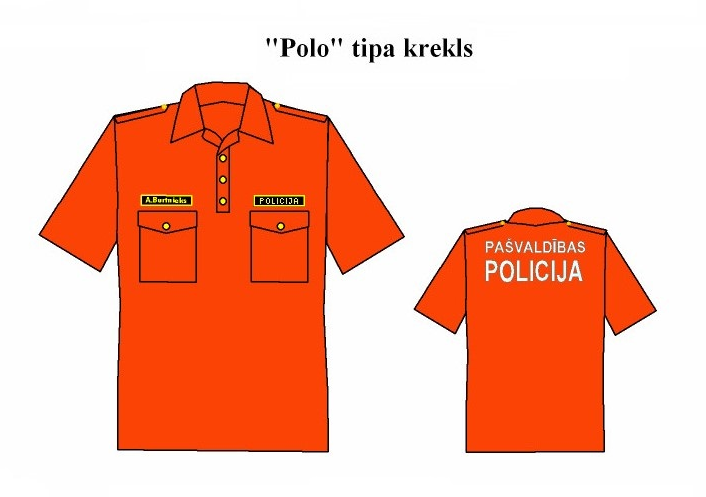 "Polo" tipa krekls
A.Burtnieks
POLICIJA
PAŠVALDĪBAS
POLICIJA